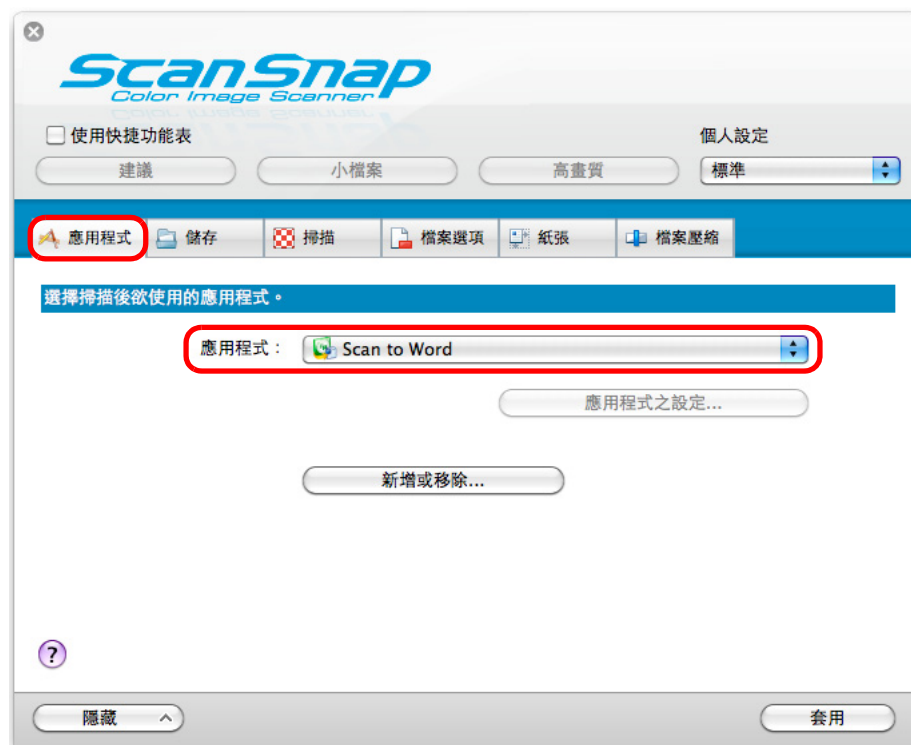 ScanSnap
Color Image Scanner
使用快捷功能表
個人設定
建議 小檔案 高畫質 標準
應用程式 儲存 掃描 檔案選項 紙張 檔案壓縮
選擇掃描後欲使用的應用程式。
應用程式： Scan to Word
應用程式之設定...
新增或移除...
?
隱藏 套用